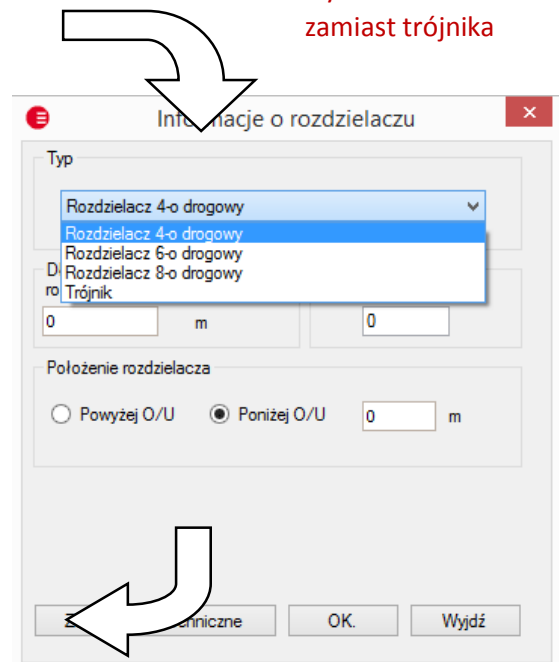 zamiast trójnika
Informacje o rozdzielaczu
Typ
Rozdzielacz 4-o drogowy
Rozdzielacz 4-o drogowy
Rozdzielacz 6-o drogowy
Rozdzielacz 8-o drogowy
Trójnik
0 m 0
Położenie rozdzielacza
Powyżej O/U Poniżej O/U 0 m
OK. Wyjdź